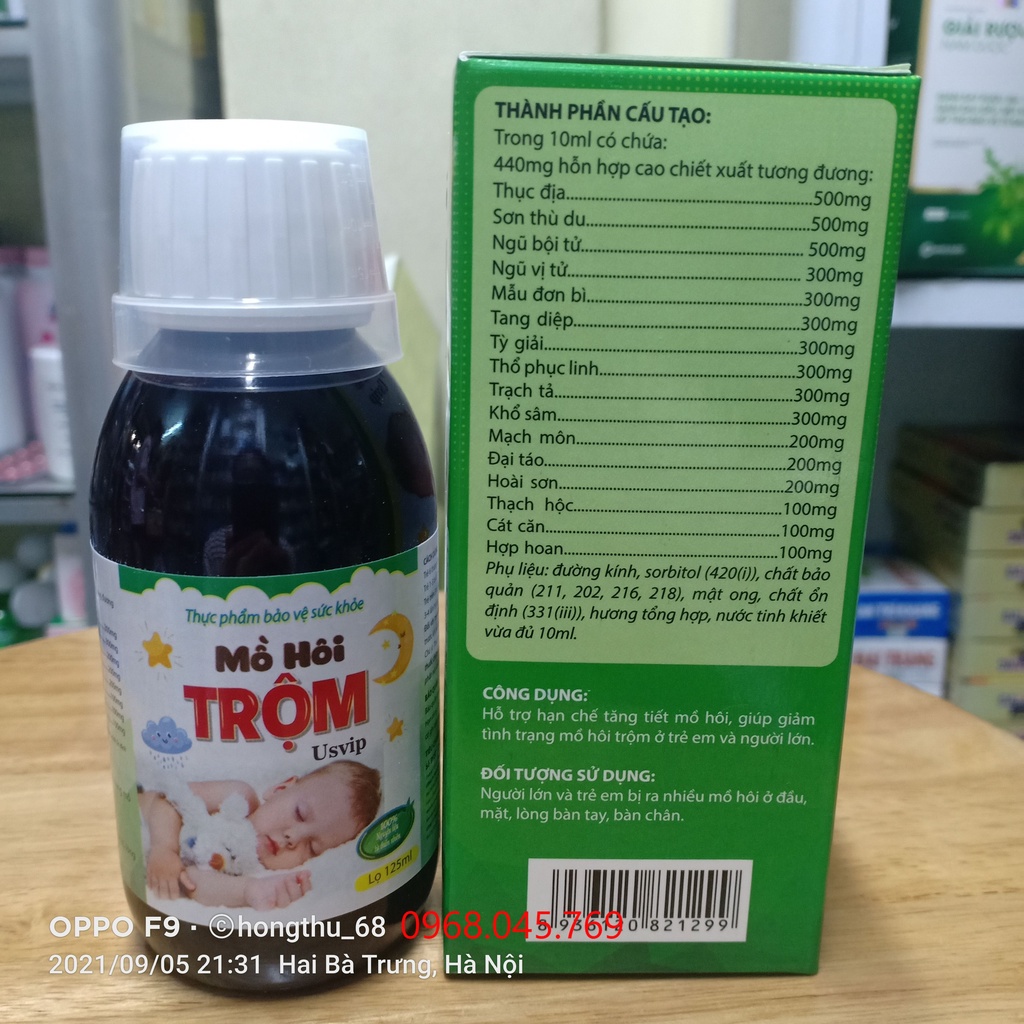 THÀNH PHẦN CẤU TẠO:
Trong 10ml có chứa:
440mg hỗn hợp cao chiết xuất tương đương:
Thục địa...........................................500mg
Sơn thù du.......................................500mg
Ngũ bội tử....................................... 500mg
Ngũ vị tử......................................... 300mg
Mẫu đơn bì......................................300mg
Tang diệp.........................................300mg
Tỳ giải..............................................300mg
Thổ phục linh...................................300mg
Trạch tả...........................................300mg
Khổ sâm..........................................300mg
Mạch môn.......................................200mg
Đại táo............................................200mg
Hoài sơn.........................................200mg
Thạch hộc.......................................100mg
Cát căn...........................................100mg
Hợp hoan........................................100mg
Phụ liệu: đường kính, sorbitol (420(i)), chất bảo
quản (211, 202, 216, 218), mật ong, chất ổn
định (331(iii)), hương tổng hợp, nước tinh khiết
vừa đủ 10ml.
CÔNG DỤNG:
Hỗ trợ hạn chế tăng tiết mồ hôi, giúp giảm
tình trạng mồ hôi trộm ở trẻ em và người lớn.
ĐỐI TƯỢNG SỬ DỤNG:
Người lớn và trẻ em bị ra nhiều mồ hôi ở đầu,
mặt, lòng bàn tay, bàn chân.
821299
Thực phẩm bảo vệ sức khỏe
Mồ Hôi
TRỘM
Usvip
100%
Lọ 125ml
GIẢI RƯỢU
OPPO F9 · ©hongthu_68 0968.045.769
2021/09/05 21:31 Hai Bà Trưng, Hà Nội